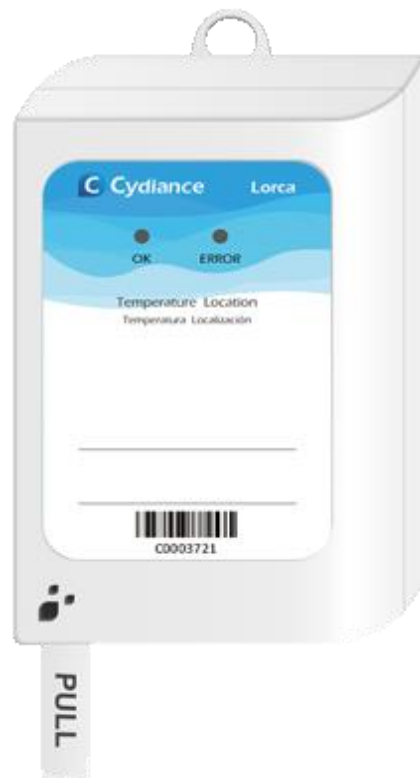 C Cydiance Lorca
OK ERROR
Temperature Location
Temperatura Localización
C0003721
PULL